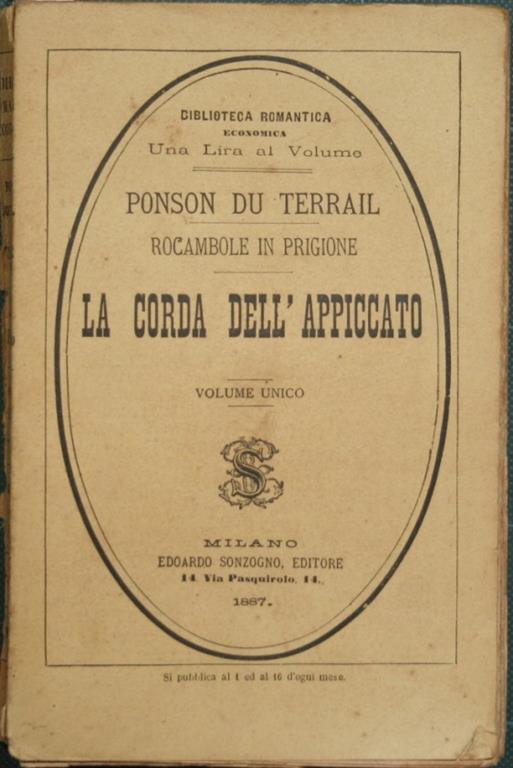 BIBLIOTECA ROMANTICA
ECONOMICA
Una Lira al Volume
PONSON DU TERRAIL
ROCAMBOLE IN PRIGIONE
LA CORDA DELL' APPICCATO
VOLUME UNICO
S
MILANO
EDOARDO SONZOGNO, EDITORE
14. Via Pasquirolo, 14.
1887.
Si pubblica al 1 ed al 16 d'ogni mese.